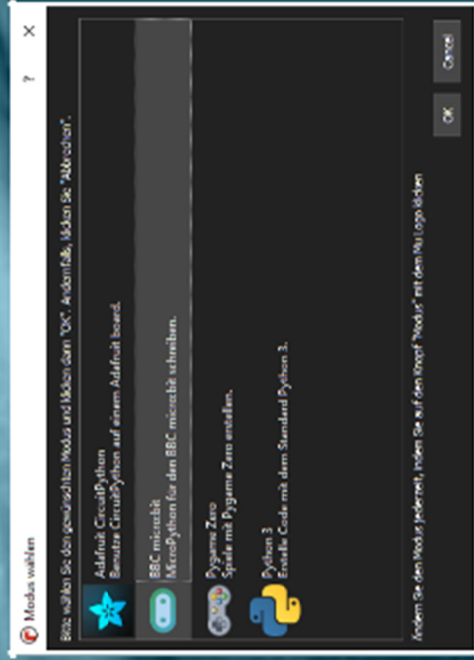 Modus wählen
? ×
Bitte wählen Sie den gewünschten Modus und klicken dann "OK". Andernfalls, klicken Sie "Abbrechen".
Adafruit CircuitPython
Benutze CircuitPython auf einem Adafruit board.
BBC micro:bit
MicroPython für den BBC micro:bit schreiben.
Pygame Zero
Spiele mit Pygame Zero erstellen.
Python 3
Erstelle Code mit dem Standard Python 3.
Ändern Sie den Modus jederzeit, indem Sie auf den Knopf "Modus" mit dem Mu Logo klicken
OK Cancel